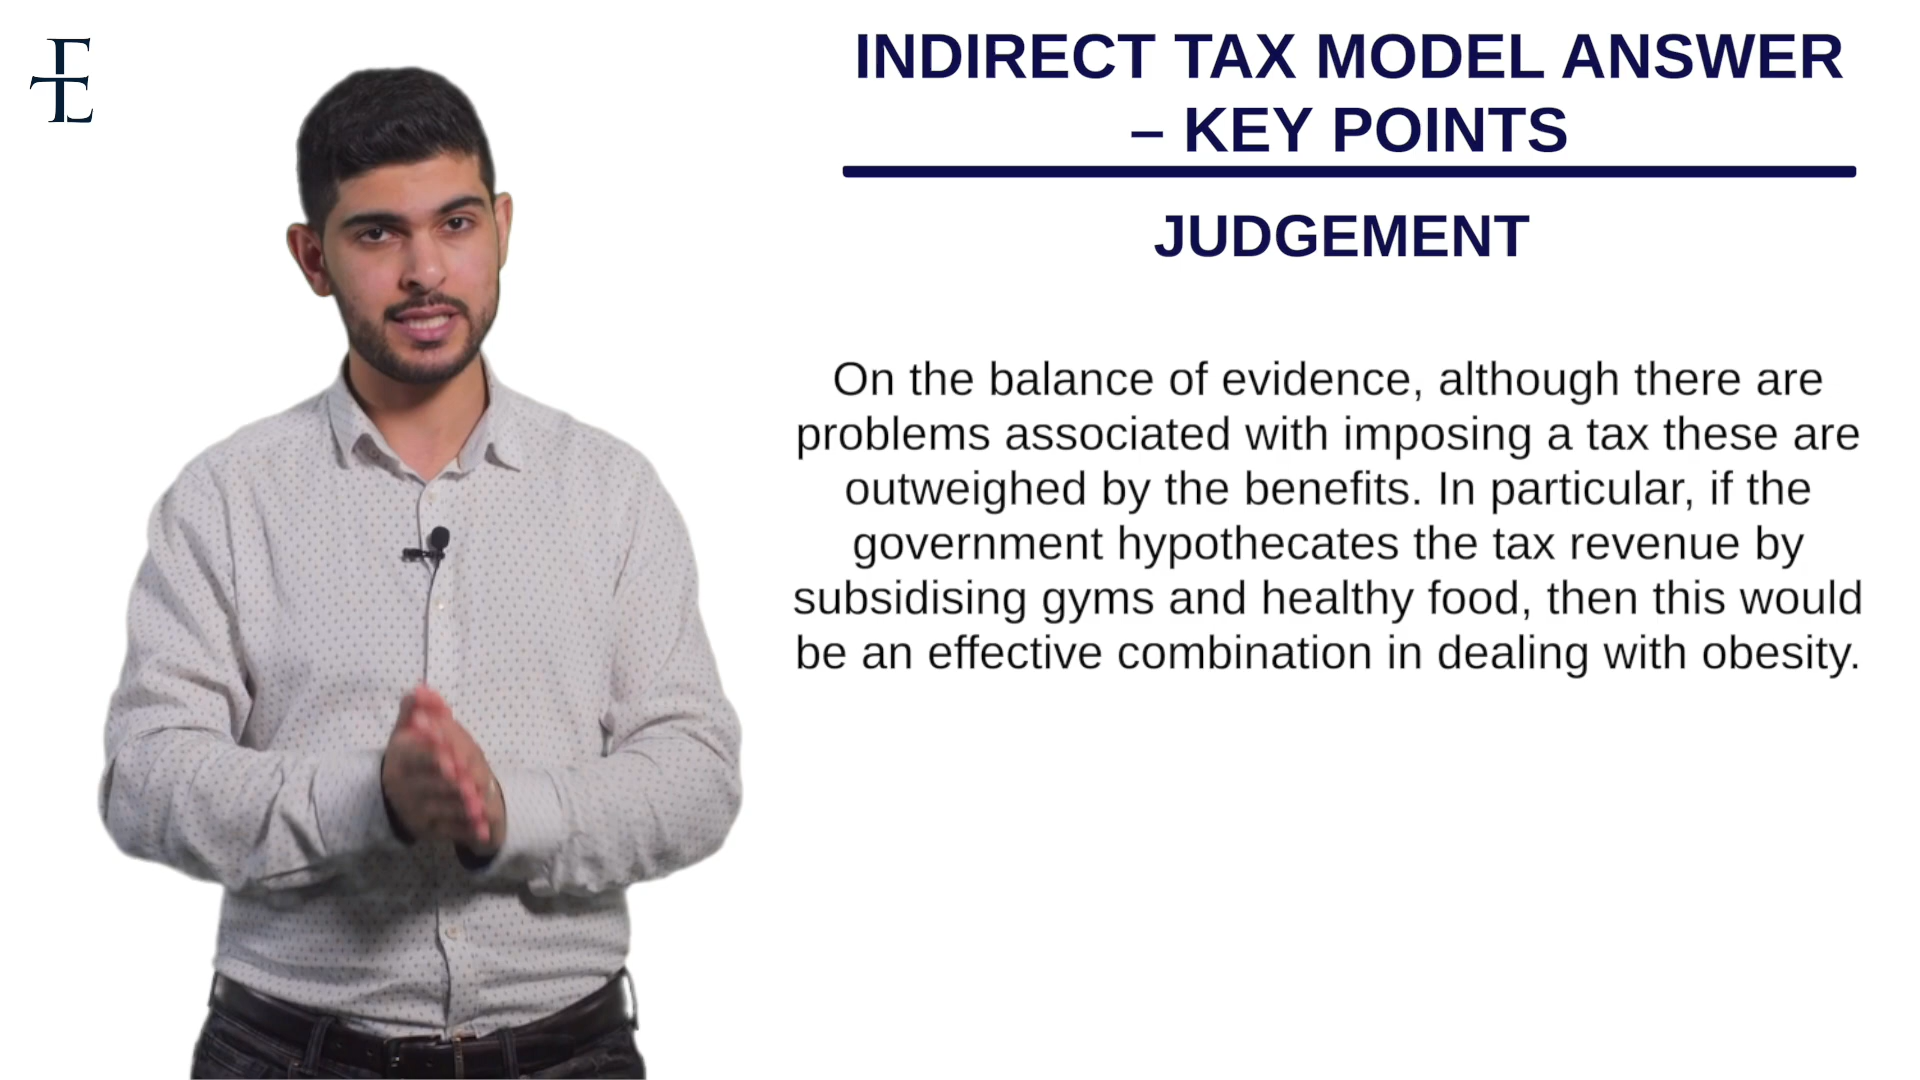 INDIRECT TAX MODEL ANSWER
– KEY POINTS
JUDGEMENT
On the balance of evidence, although there are
problems associated with imposing a tax these are
outweighed by the benefits. In particular, if the
government hypothecates the tax revenue by
subsidising gyms and healthy food, then this would
be an effective combination in dealing with obesity.